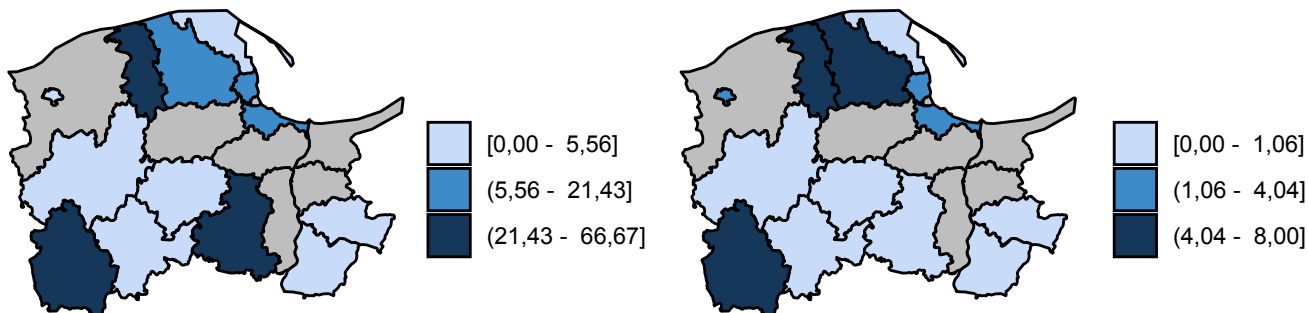 [0,00 - 5,56]
(5,56 - 21,43]
(21,43 - 66,67]
[0,00 - 1,06]
(1,06 - 4,04]
(4,04 - 8,00]